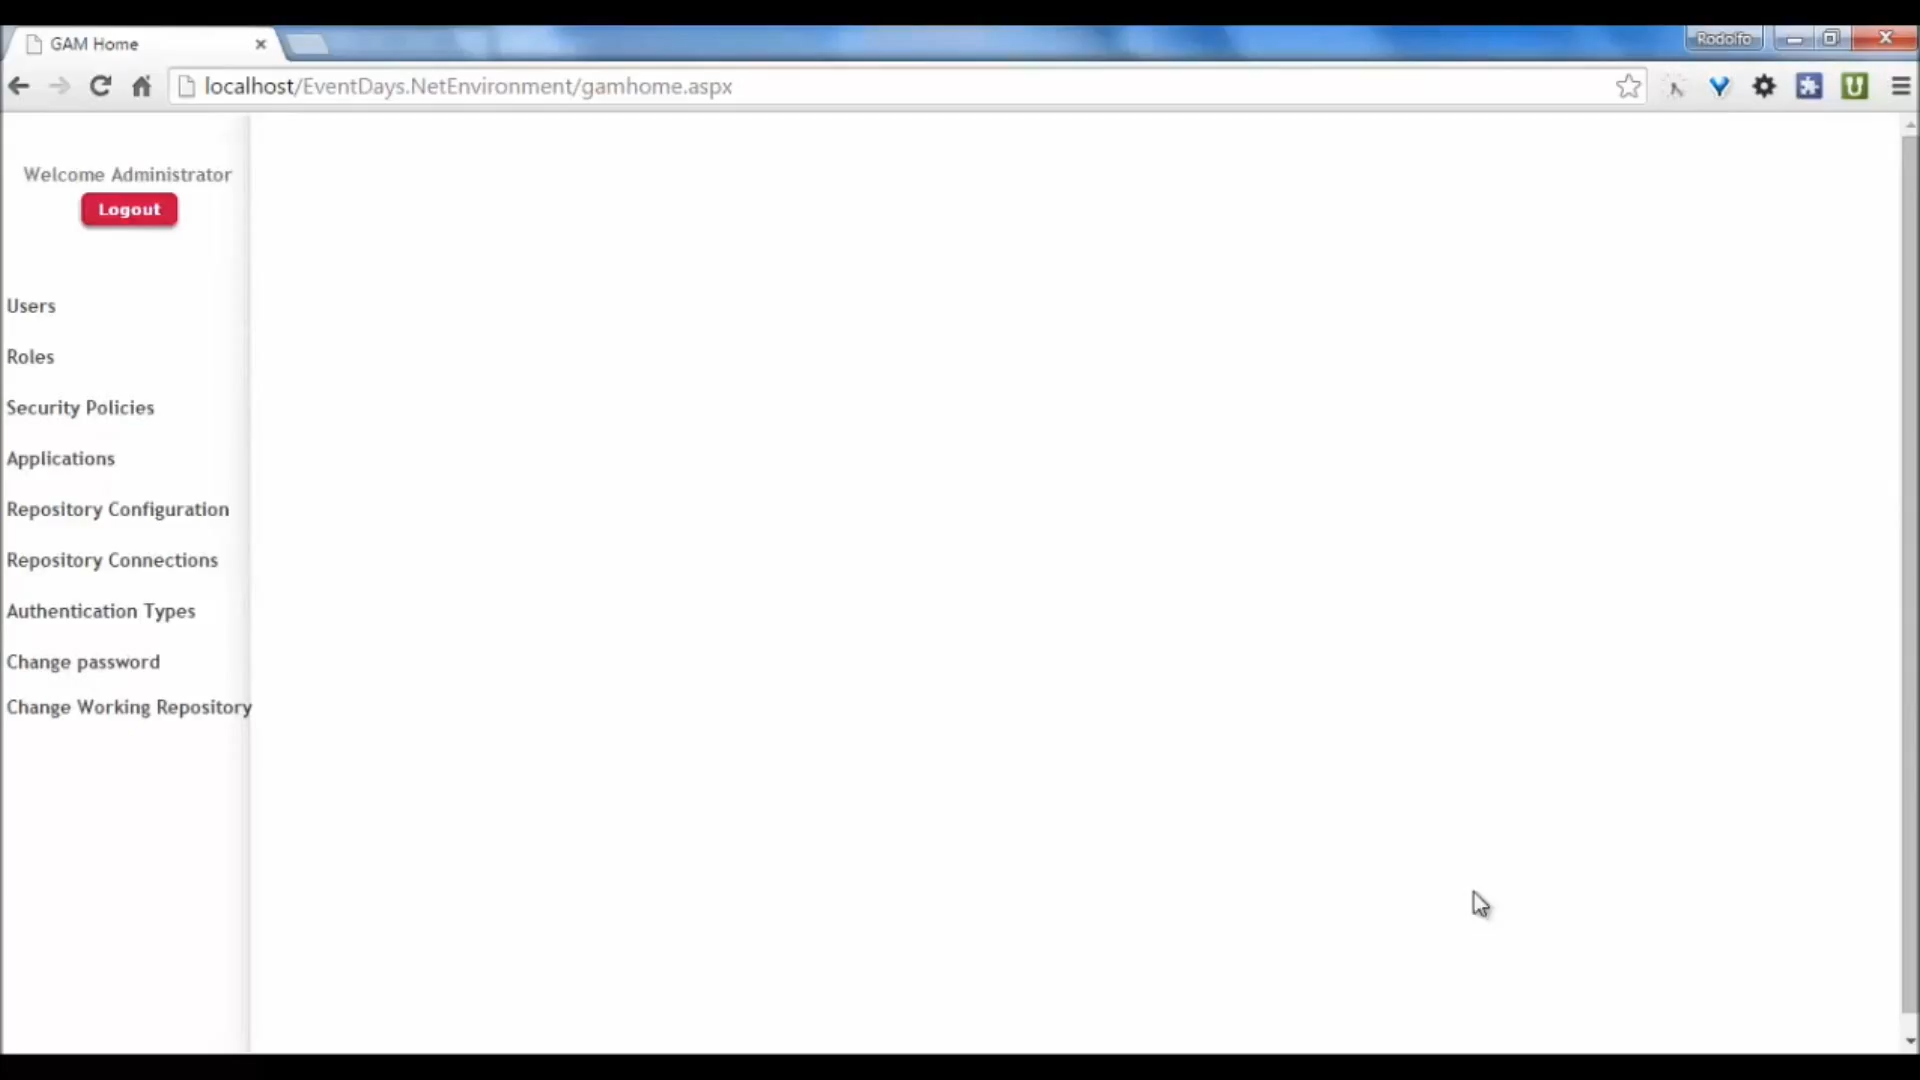 GAM Home
Rodolfo
localhost/EventDays.NetEnvironment/gamhome.aspx
Welcome Administrator
Logout
Users
Roles
Security Policies
Applications
Repository Configuration
Repository Connections
Authentication Types
Change password
Change Working Repository